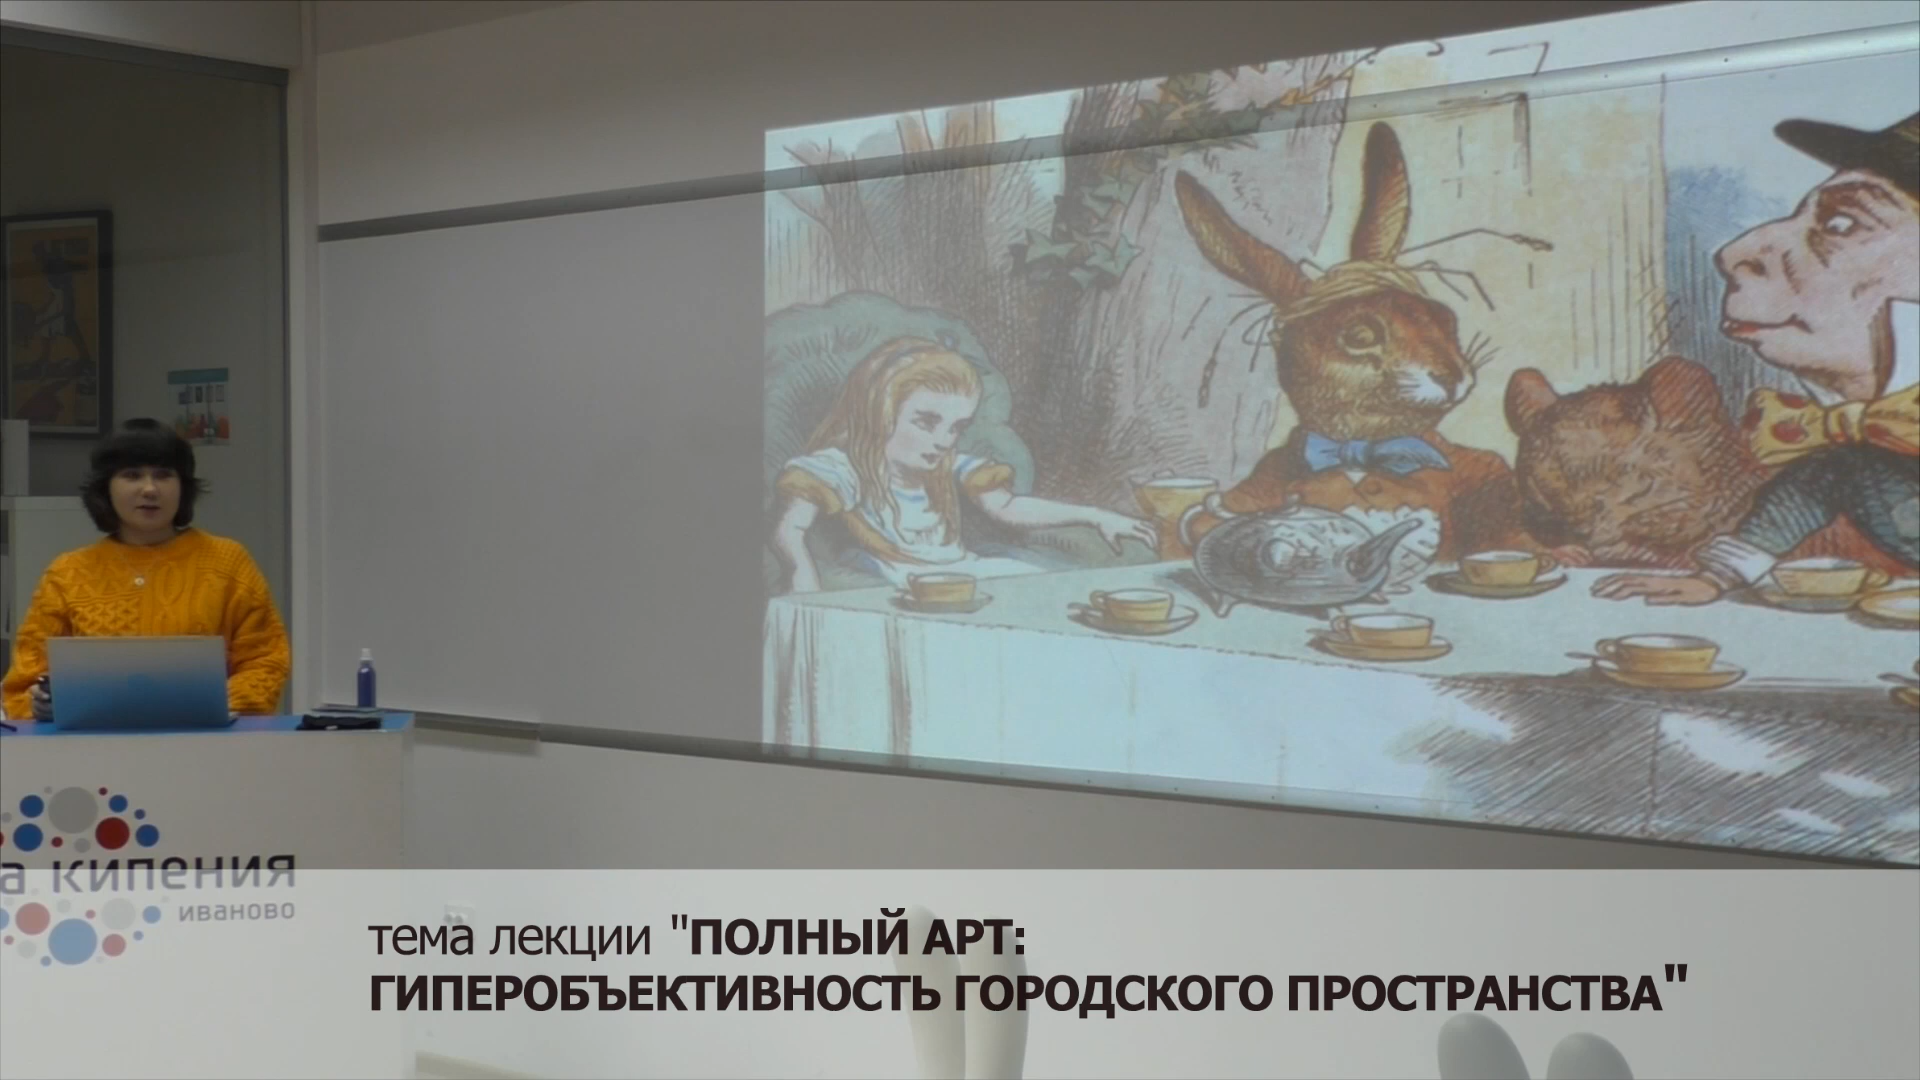 а кипения
иваново
тема лекции "ПОЛНЫЙ АРТ:
ГИПЕРОБЪЕКТИВНОСТЬ ГОРОДСКОГО ПРОСТРАНСТВА"